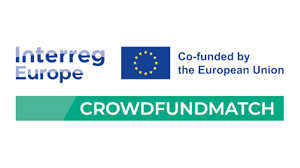 Interreg
Europe
Co-funded by
the European Union
CROWDFUNDMATCH